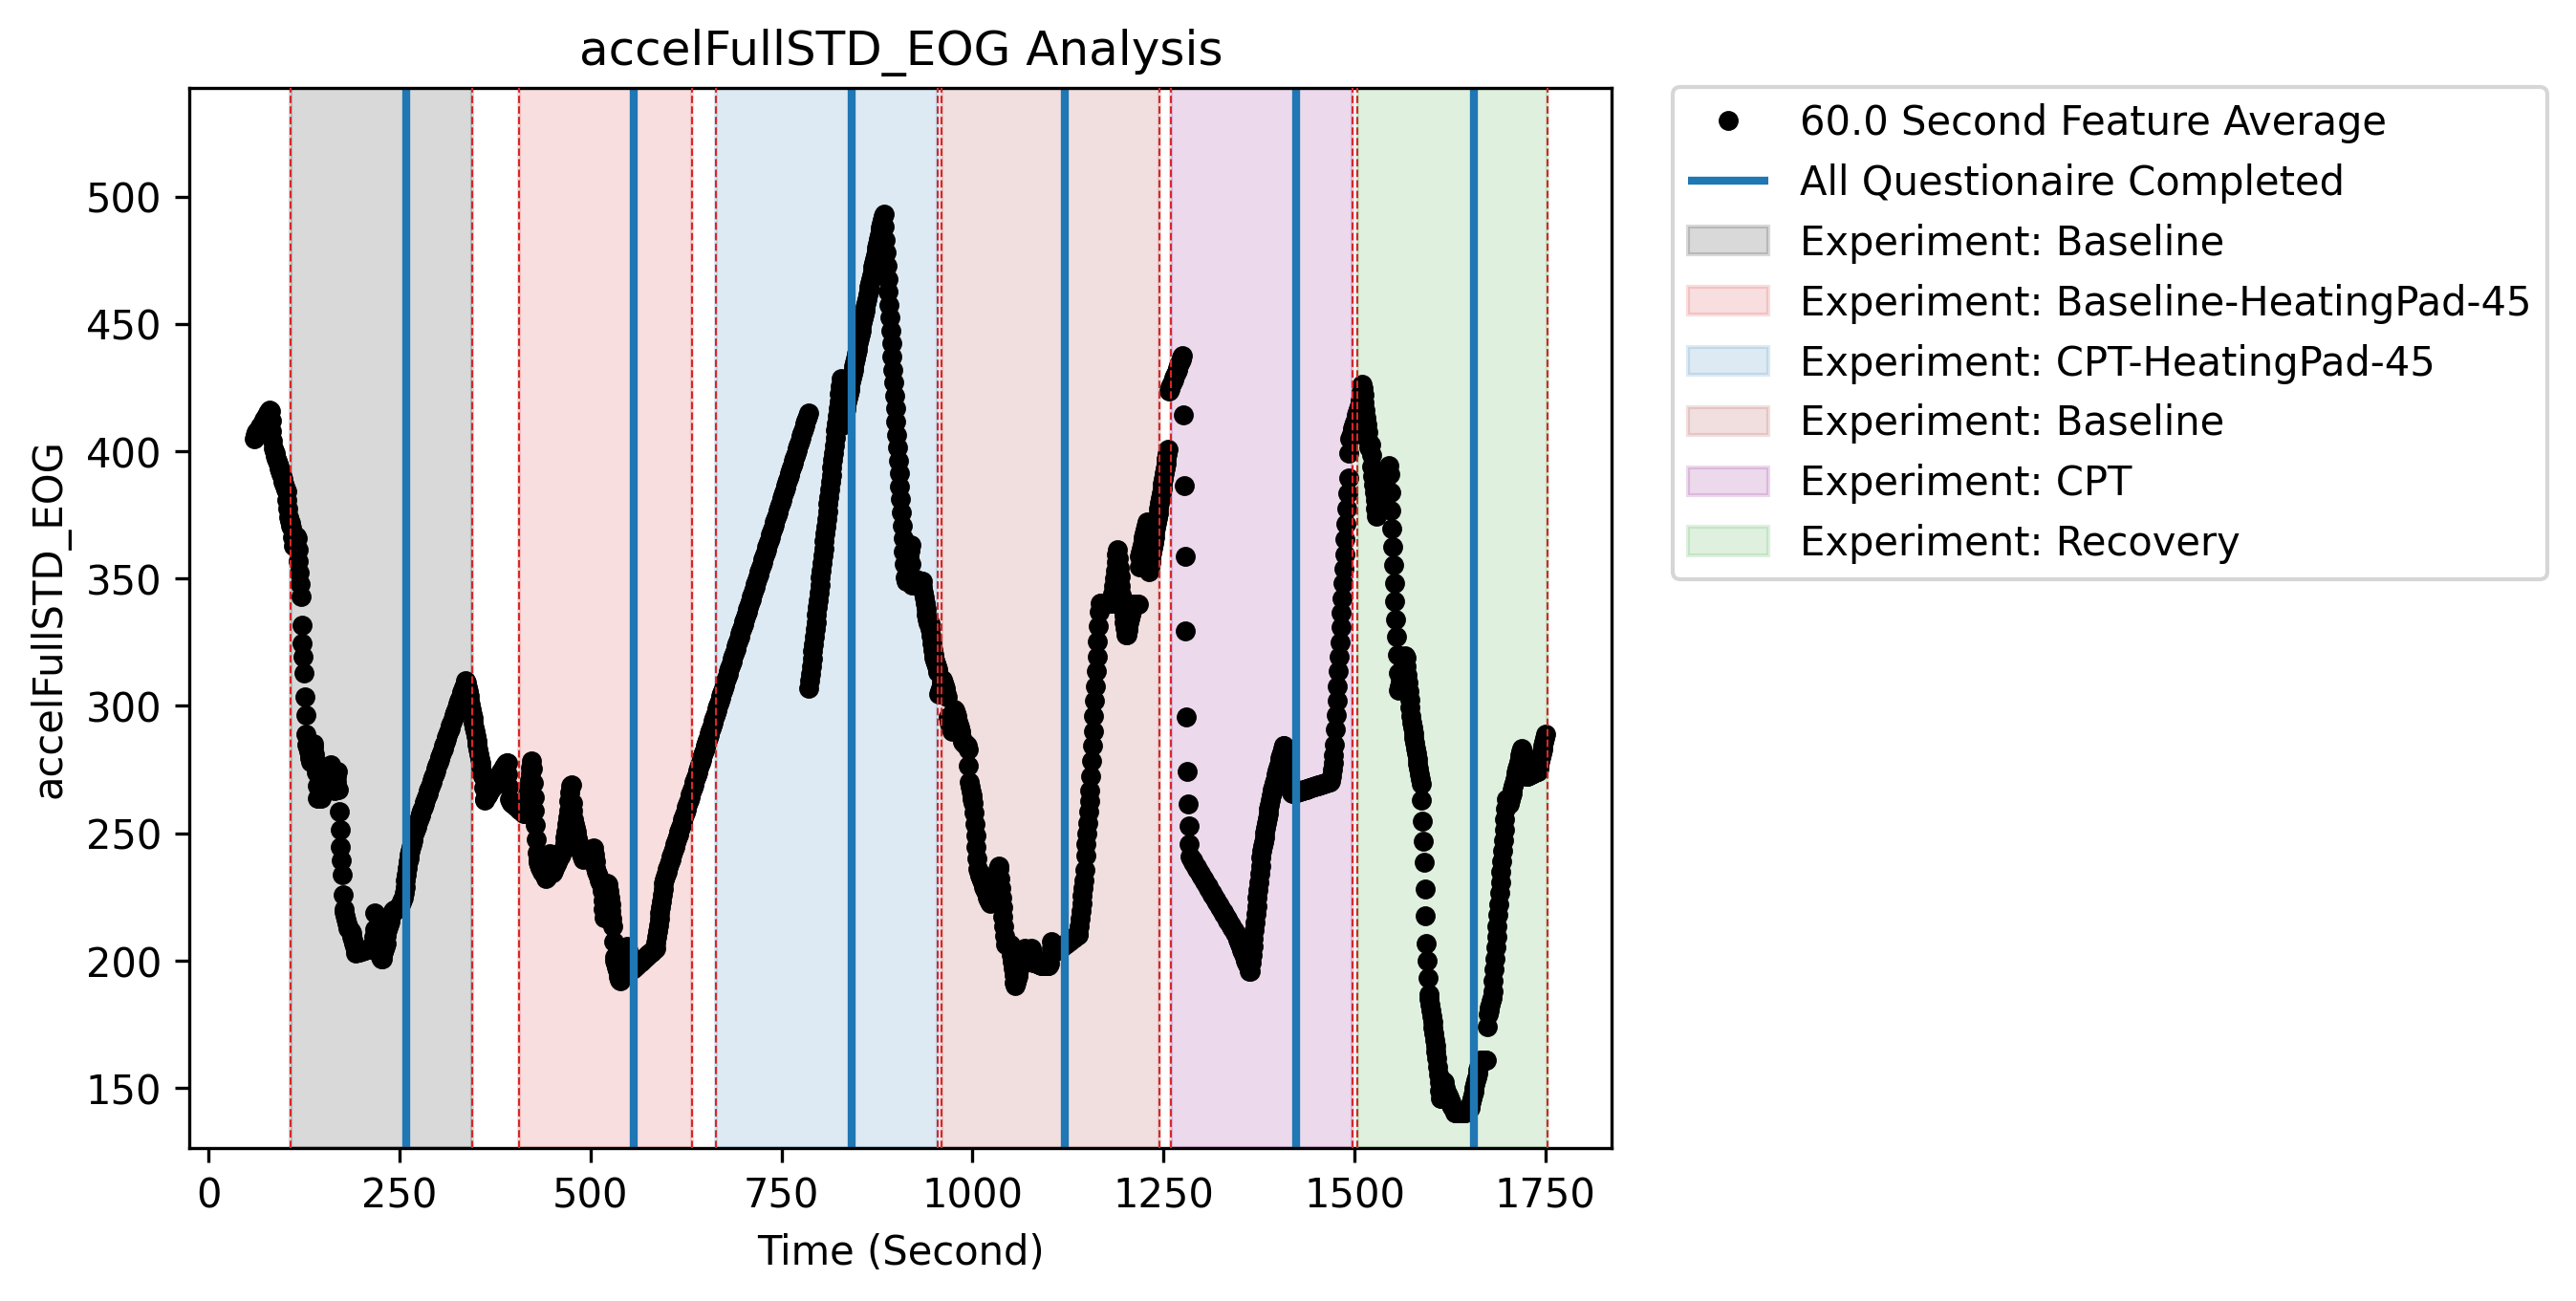 accelFullSTD_EOG Analysis
accelFullSTD_EOG
500
450
400
350
300
250
200
150
0 250 500 750 1000 1250 1500 1750
Time (Second)
60.0 Second Feature Average
All Questionaire Completed
Experiment: Baseline
Experiment: Baseline-HeatingPad-45
Experiment: CPT-HeatingPad-45
Experiment: Baseline
Experiment: CPT
Experiment: Recovery